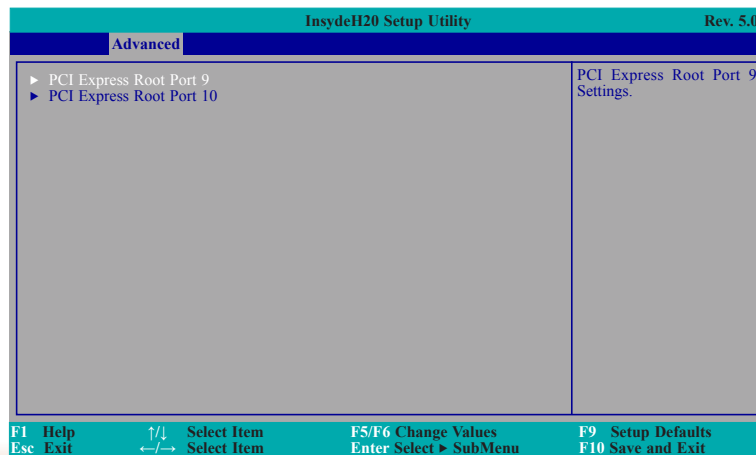 InsydeH20 Setup Utility Rev. 5.0
Advanced
► PCI Express Root Port 9
► PCI Express Root Port 10
PCI Express Root Port 9
Settings.
F1 Help ↑/↓ Select Item F5/F6 Change Values F9 Setup Defaults
Esc Exit ←/→ Select Item Enter Select ► SubMenu F10 Save and Exit